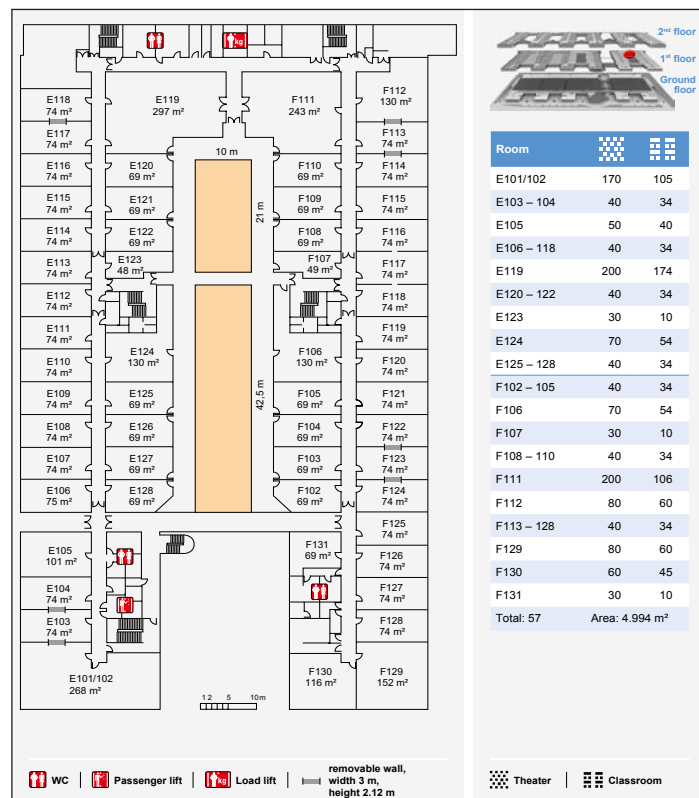 kg
E118
74 m²
E117
74 m²
E116
74 m²
E115
74 m²
E114
74 m²
E113
74 m²
E112
74 m²
E111
74 m²
E110
74 m²
E109
74 m²
E108
74 m²
E107
74 m²
E106
75 m²
E105
101 m²
E104
74 m²
E103
74 m²
E101/102
268 m²
E119
297 m²
E120
69 m²
E121
69 m²
E122
69 m²
E123
48 m²
E124
130 m²
E125
69 m²
E126
69 m²
E127
69 m²
E128
69 m²
10 m
21 m
42,5 m
F111
243 m²
F110
69 m²
F109
69 m²
F108
69 m²
F107
49 m²
F106
130 m²
F105
69 m²
F104
69 m²
F103
69 m²
F102
69 m²
F131
69 m²
F130
116 m²
F112
130 m²
F113
74 m²
F114
74 m²
F115
74 m²
F116
74 m²
F117
74 m²
F118
74 m²
F119
74 m²
F120
74 m²
F121
74 m²
F122
74 m²
F123
74 m²
F124
74 m²
F125
74 m²
F126
74 m²
F127
74 m²
F128
74 m²
F129
152 m²
1 2 5 10m
WC
Passenger lift
kg
Load lift
removable wall,
width 3 m,
height 2.12 m
2nd floor
1st floor
Ground
floor
Room
E101/102 170 105
E103 – 104 40 34
E105 50 40
E106 – 118 40 34
E119 200 174
E120 – 122 40 34
E123 30 10
E124 70 54
E125 – 128 40 34
F102 – 105 40 34
F106 70 54
F107 30 10
F108 – 110 40 34
F111 200 106
F112 80 60
F113 – 128 40 34
F129 80 60
F130 60 45
F131 30 10
Total: 57 Area: 4.994 m²
Theater
Classroom